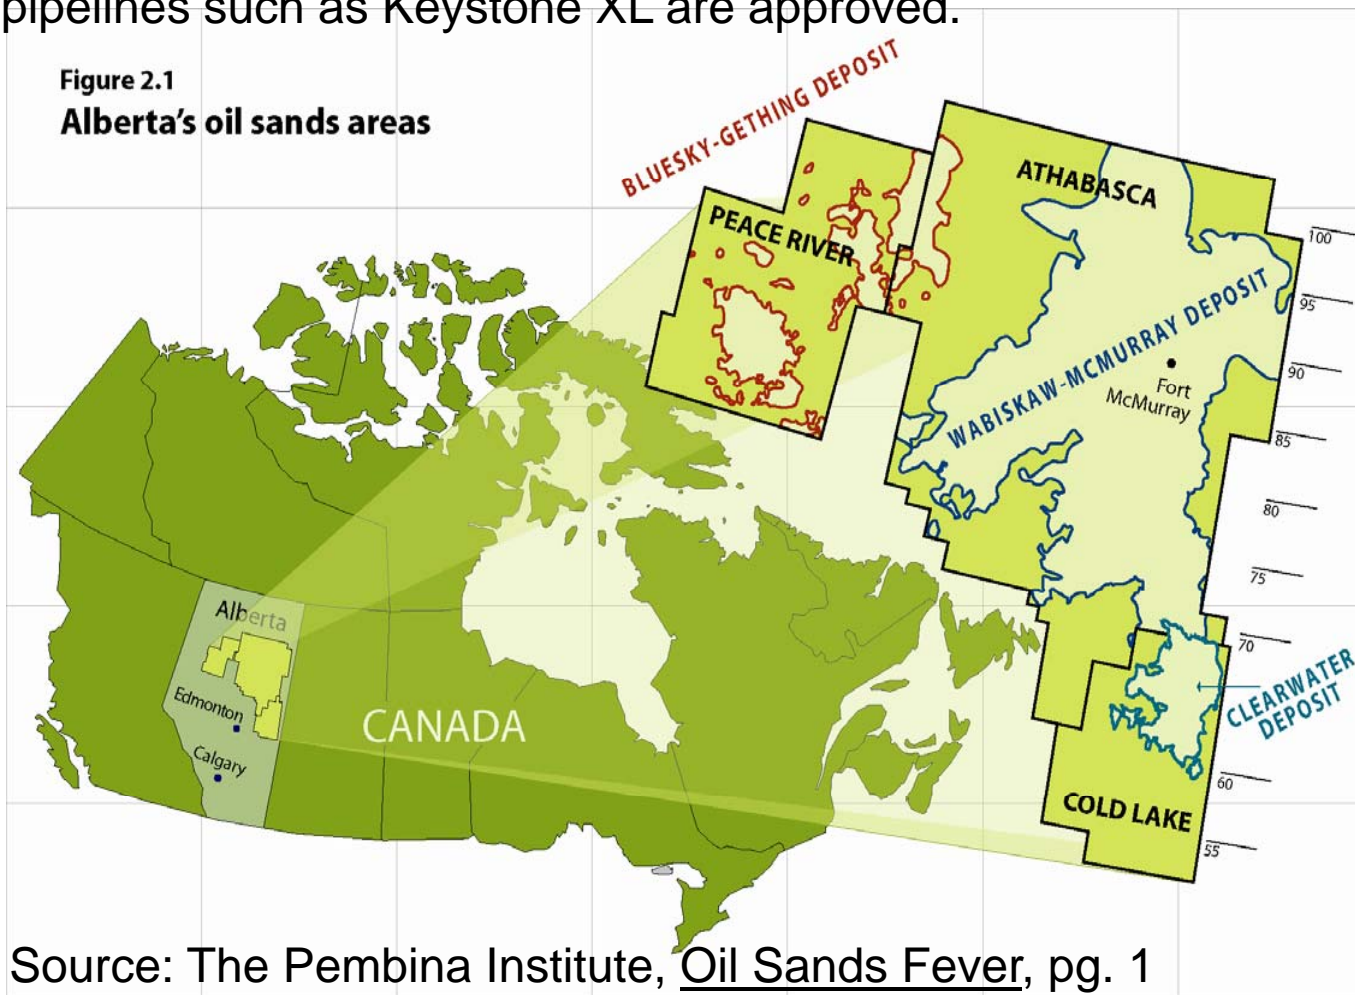 pipelines such as Keystone XL are approved.
Figure 2.1
Alberta's oil sands areas
BLUESKY-GETHING DEPOSIT
ATHABASCA
PEACE RIVER
100
95
WABISKAW-MCMURRAY DEPOSIT
90
Fort
McMurray
85
80
75
Alberta
70
CLEARWATER
DEPOSIT
Edmonton
CANADA
Calgary
60
COLD LAKE
55
Source: The Pembina Institute, Oil Sands Fever, pg. 1